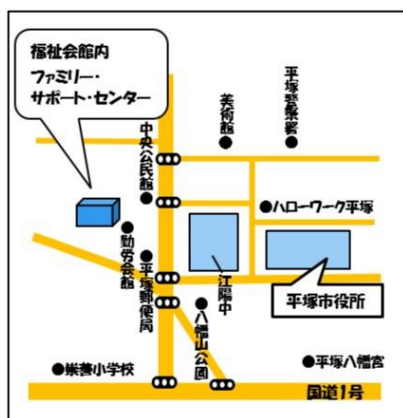 福祉会館内
ファミリー・
サポート・センター
中央公民館
美術館
平塚警察署
ハローワーク平塚
勤労会館
平塚郵便局
江陽中
平塚市役所
八幡山公園
崇善小学校
平塚八幡宮
国道1号